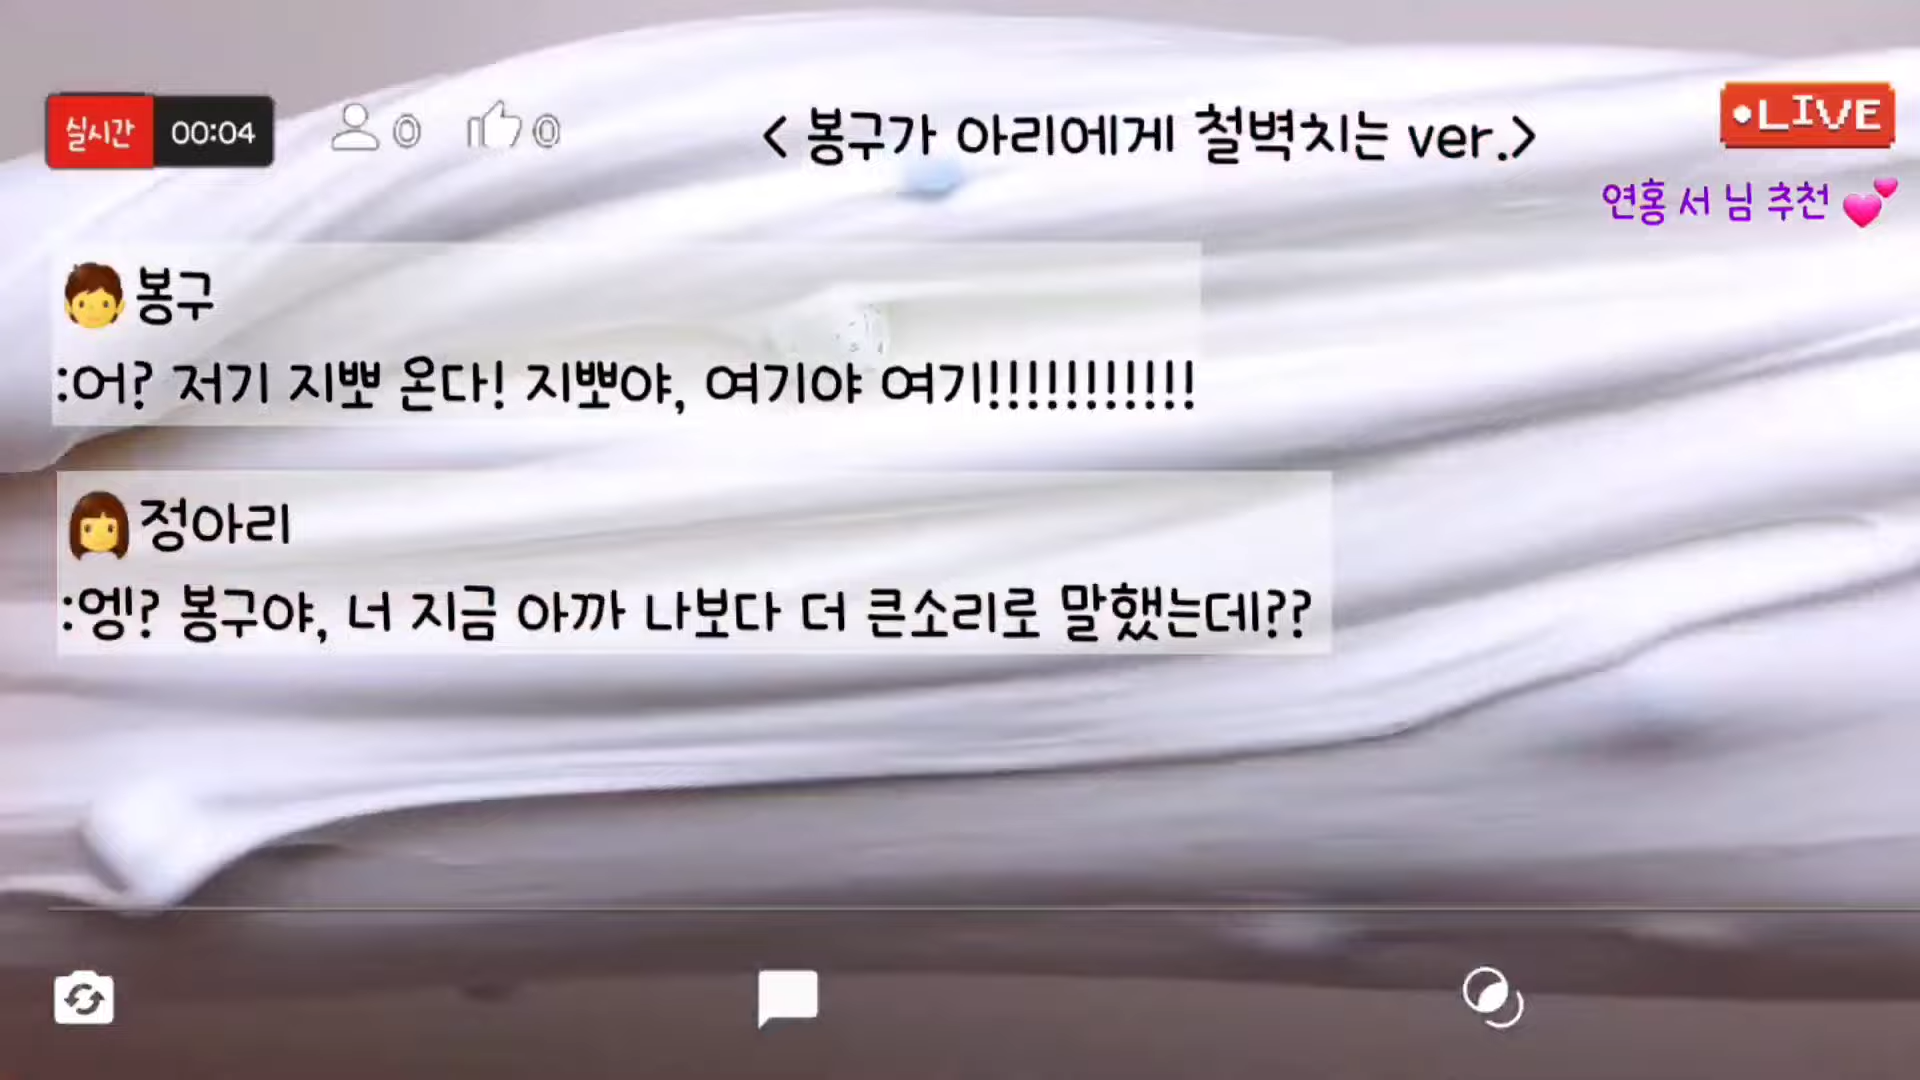 실시간 00:04 0 0
< 봉구가 아리에게 철벽치는 ver.>
LIVE
연홍 서 님 추천 💕
봉구
:어? 저기 지뽀 온다! 지뽀야, 여기야 여기!!!!!!!!!!!
정아리
:엥? 봉구야, 너 지금 아까 나보다 더 큰소리로 말했는데??